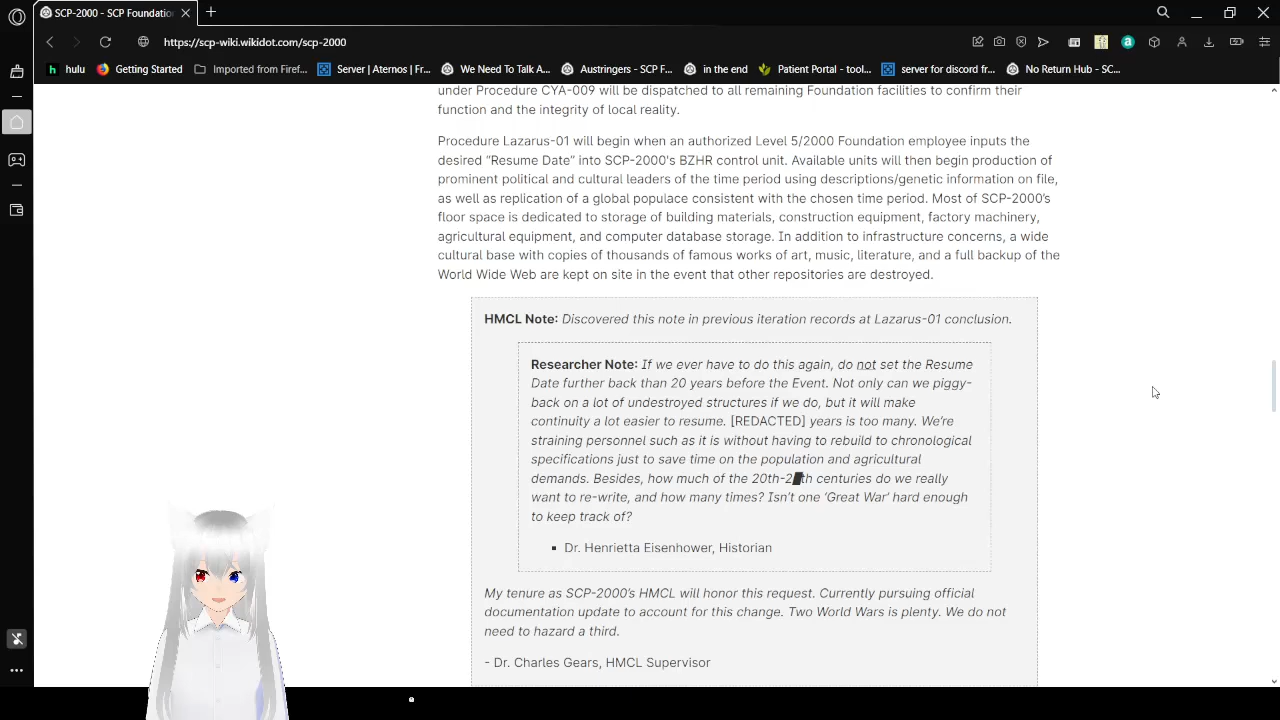 SCP-2000 - SCP Foundatio
https://scp-wiki.wikidot.com/scp-2000
hulu
Getting Started
Imported from Firef...
Server | Aternos | Fr...
We Need To Talk A...
Austringers - SCP F...
in the end
Patient Portal - tool...
server for discord fr...
No Return Hub - SC...
under Procedure CYA-009 will be dispatched to all remaining Foundation facilities to confirm their
function and the integrity of local reality.
Procedure Lazarus-01 will begin when an authorized Level 5/2000 Foundation employee inputs the
desired "Resume Date" into SCP-2000's BZHR control unit. Available units will then begin production of
prominent political and cultural leaders of the time period using descriptions/genetic information on file,
as well as replication of a global populace consistent with the chosen time period. Most of SCP-2000's
floor space is dedicated to storage of building materials, construction equipment, factory machinery,
agricultural equipment, and computer database storage. In addition to infrastructure concerns, a wide
cultural base with copies of thousands of famous works of art, music, literature, and a full backup of the
World Wide Web are kept on site in the event that other repositories are destroyed.
HMCL Note: Discovered this note in previous iteration records at Lazarus-01 conclusion.
Researcher Note: If we ever have to do this again, do not set the Resume
Date further back than 20 years before the Event. Not only can we piggy-
back on a lot of undestroyed structures if we do, but it will make
continuity a lot easier to resume. [REDACTED] years is too many. We're
straining personnel such as it is without having to rebuild to chronological
specifications just to save time on the population and agricultural
demands. Besides, how much of the 20th-2█th centuries do we really
want to re-write, and how many times? Isn't one 'Great War' hard enough
to keep track of?
▪ Dr. Henrietta Eisenhower, Historian
My tenure as SCP-2000's HMCL will honor this request. Currently pursuing official
documentation update to account for this change. Two World Wars is plenty. We do not
need to hazard a third.
- Dr. Charles Gears, HMCL Supervisor